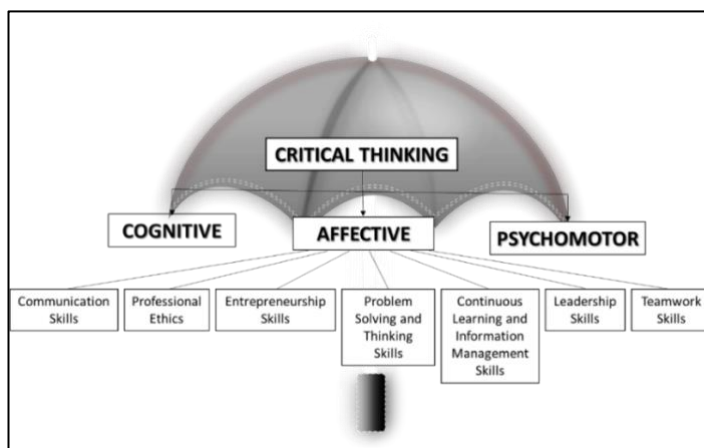 CRITICAL THINKING
COGNITIVE
AFFECTIVE
PSYCHOMOTOR
Communication
Skills
Professional
Ethics
Entrepreneurship
Skills
Problem
Solving and
Thinking
Skills
Continuous
Learning and
Information
Management
Skills
Leadership
Skills
Teamwork
Skills